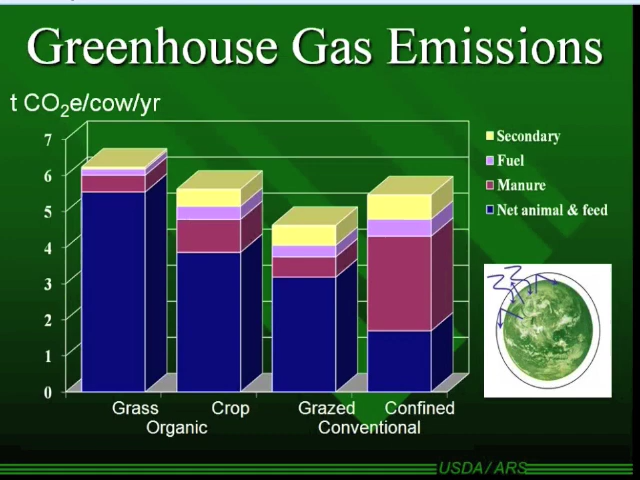 Greenhouse Gas Emissions
t CO₂e/cow/yr
7
6
5
4
3
2
1
0
Secondary
Fuel
Manure
Net animal & feed
Grass Crop Grazed Confined
Organic Conventional
USDA/ARS